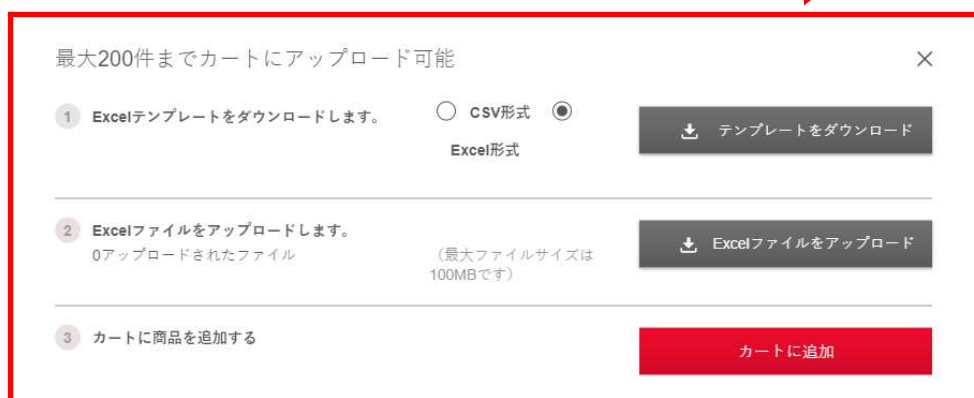 最大200件までカートにアップロード可能
1 Excelテンプレートをダウンロードします。 CSV形式 テンプレートをダウンロード
Excel形式
2 Excelファイルをアップロードします。 Excelファイルをアップロード
0アップロードされたファイル (最大ファイルサイズは
100MBです)
3 カートに商品を追加する カートに追加